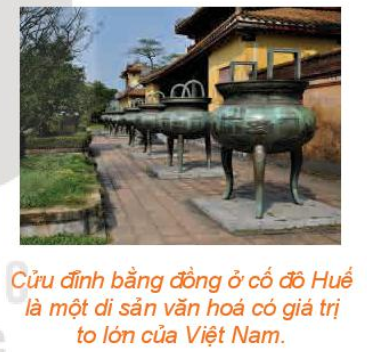 Cửu đỉnh bằng đồng ở cố đô Huế
là một di sản văn hoá có giá trị
to lớn của Việt Nam.